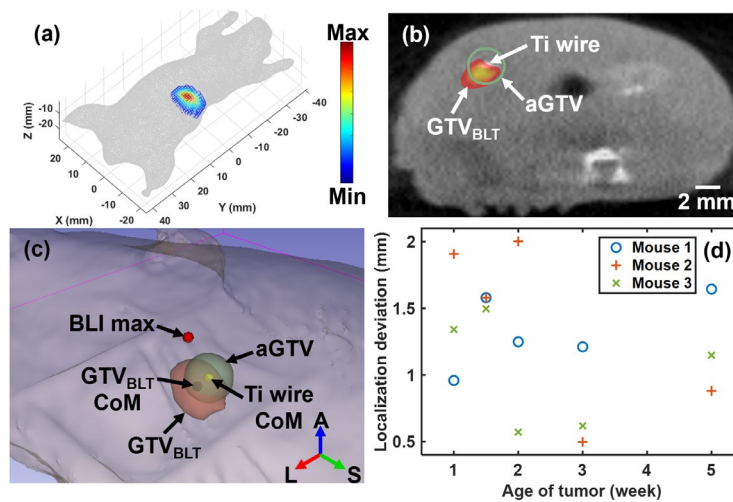 (a)
Max
Min
-10
-20
Z (mm)
20
10
0
-10
-20
X (mm)
40
30
20
10
0
-10
-20
-30
-40
Y (mm)
(b)
Ti wire
aGTV
GTVBLT
2 mm
(c)
BLI max
aGTV
GTVBLT
CoM
Ti wire
CoM
GTVBLT
A
L
S
(d)
Mouse 1
Mouse 2
Mouse 3
2
1.5
1
0.5
Localization deviation (mm)
1
2
3
4
5
Age of tumor (week)